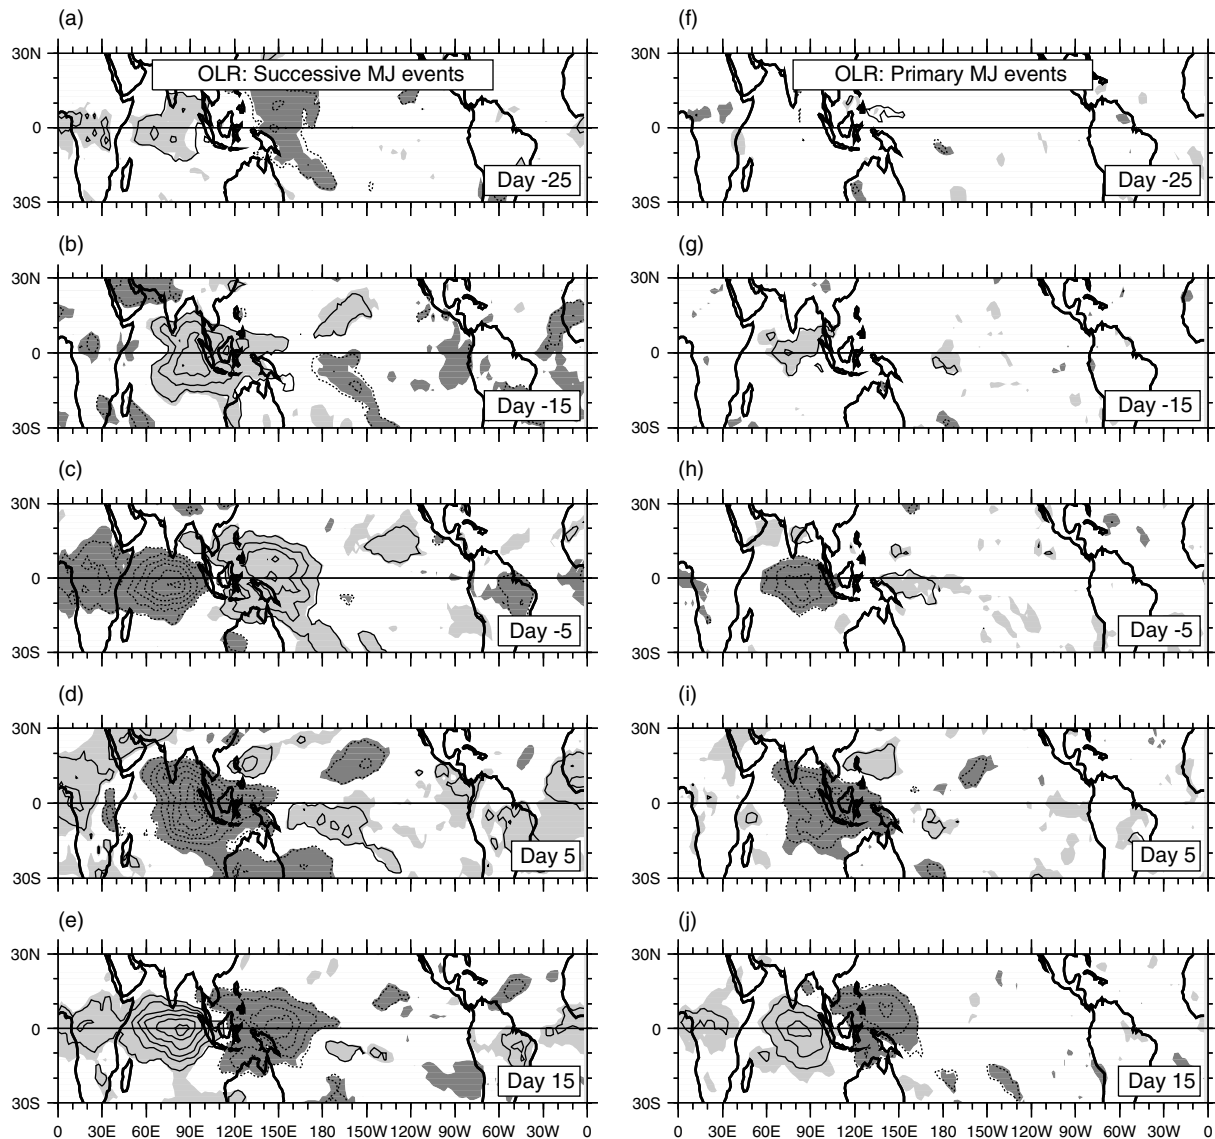 (a)
(f)
30N
OLR: Successive MJ events
OLR: Primary MJ events
0
Day -25
Day -25
30S
(b)
(g)
30N
0
Day -15
Day -15
30S
30N
0
30S
(c)
(h)
30N
0
Day -5
Day -5
30S
30N
0
30S
(d)
(i)
30N
0
Day 5
Day 5
30S
30N
0
30S
(e)
(j)
30N
0
Day 15
Day 15
30S
30N
0
30S
0 30E 60E 90E 120E 150E 180 150W 120W 90W 60W 30W 0
0 30E 60E 90E 120E 150E 180 150W 120W 90W 60W 30W 0
30N
0
30S